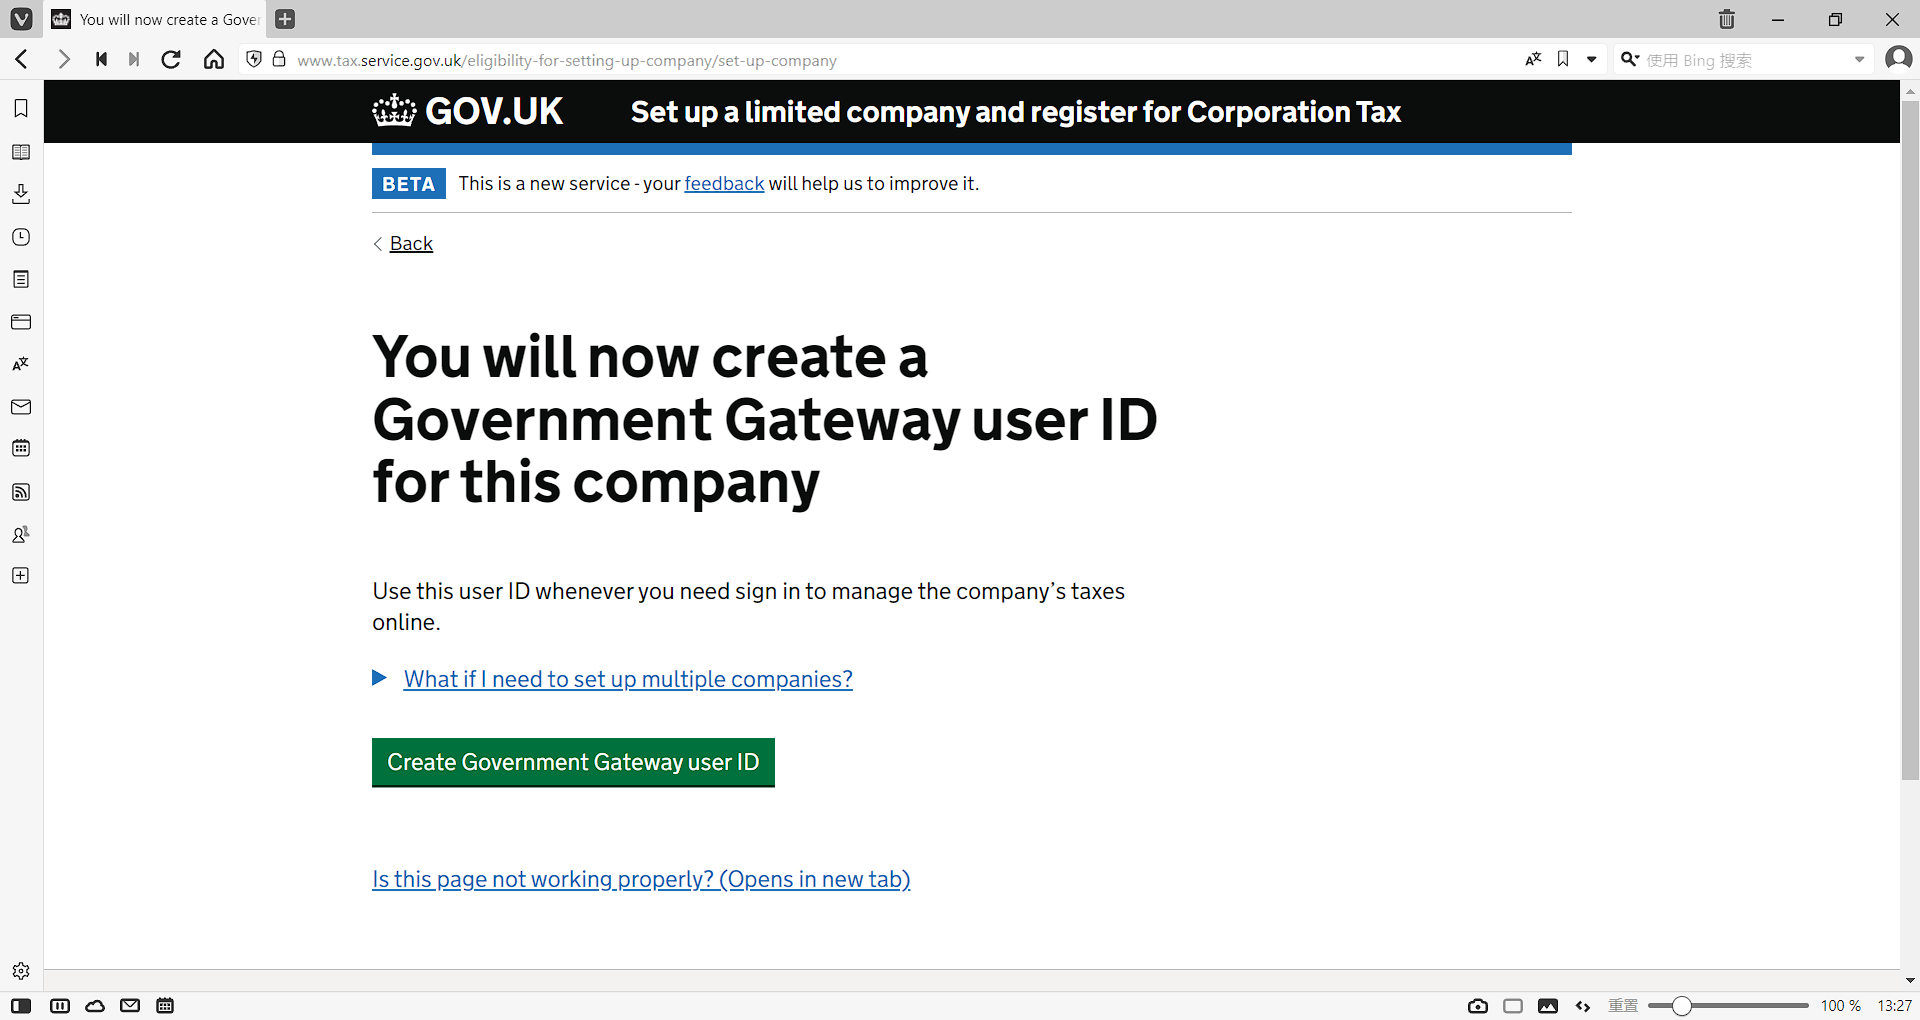 You will now create a Gover
www.tax.service.gov.uk/eligibility-for-setting-up-company/set-up-company
使用 Bing 搜索
GOV.UK
Set up a limited company and register for Corporation Tax
BETA
This is a new service - your feedback will help us to improve it.
Back
You will now create a
Government Gateway user ID
for this company
Use this user ID whenever you need sign in to manage the company’s taxes
online.
What if I need to set up multiple companies?
Create Government Gateway user ID
Is this page not working properly? (Opens in new tab)
重置
100 %
13:27